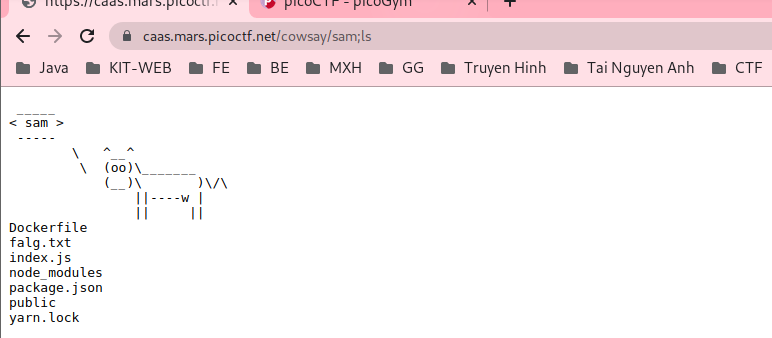 https://caas.mars.picoctf.n
picoCTF - picoGym
caas.mars.picoctf.net/cowsay/sam;ls
Java KIT-WEB FE BE MXH GG Truyen Hinh Tai Nguyen Anh CTF
 _____
< sam >
 -----
        \   ^__^
         \  (oo)\_______
            (__)\       )\/\
                ||----w |
                ||     ||
Dockerfile
falg.txt
index.js
node_modules
package.json
public
yarn.lock